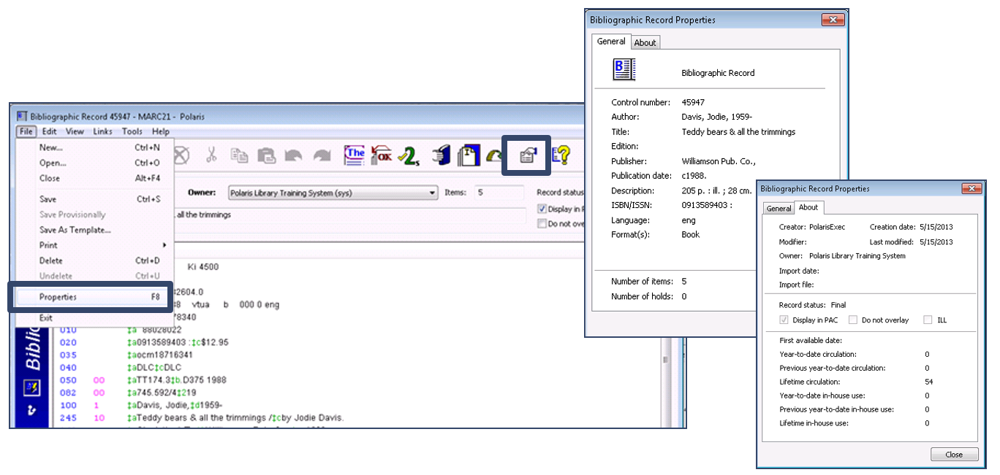 Bibliographic Record 45947 - MARC21 - Polaris
File Edit View Links Tools Help
New... Ctrl+N
Open... Ctrl+O
Close Alt+F4
Save Ctrl+S
Save Provisionally
Save As Template...
Print
Delete Ctrl+D
Undelete Ctrl+U
Properties F8
Exit
Owner: Polaris Library Training System (sys) Items: 5 Record status
Display in
all the trimmings
Do not ove
Ki 4500
‡2604.0
‡8 vtua b 000 0 eng
78340
Biblio
010 ‡a 88028022
020 ‡a0913589403 :‡c$12.95
035 ‡aocm18716341
040 ‡aDLC‡cDLC
050 00 ‡aTT174.3‡b.D375 1988
082 00 ‡a745.592/4‡219
100 1 ‡aDavis, Jodie,‡d1959-
245 10 ‡aTeddy bears & all the trimmings /‡cby Jodie Davis.
Bibliographic Record Properties
General About
Bibliographic Record
Control number: 45947
Author: Davis, Jodie, 1959-
Title: Teddy bears & all the trimmings
Edition:
Publisher: Williamson Pub. Co.,
Publication date: c1988.
Description: 205 p. : ill. ; 28 cm.
ISBN/ISSN: 0913589403 :
Language: eng
Format(s): Book
Number of items: 5
Number of holds: 0
Bibliographic Record Properties
General About
Creator: PolarisExec Creation date: 5/15/2013
Modifier: Last modified: 5/15/2013
Owner: Polaris Library Training System
Import date:
Import file:
Record status: Final
Display in PAC Do not overlay ILL
First available date:
Year-to-date circulation: 0
Previous year-to-date circulation: 0
Lifetime circulation: 54
Year-to-date in-house use: 0
Previous year-to-date in-house use: 0
Lifetime in-house use: 0
Close